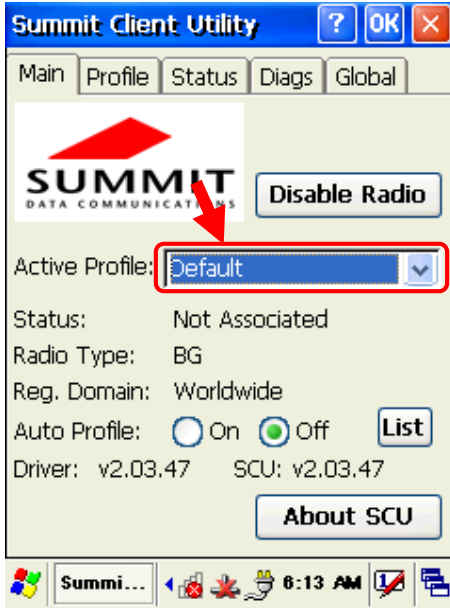 Summit Client Utility ? OK
Main Profile Status Diags Global
SUMMIT
DATA COMMUNICATIONS
Disable Radio
Active Profile: Default
Status: Not Associated
Radio Type: BG
Reg. Domain: Worldwide
Auto Profile: On Off List
Driver: v2.03.47 SCU: v2.03.47
About SCU
Summi... 6:13 AM